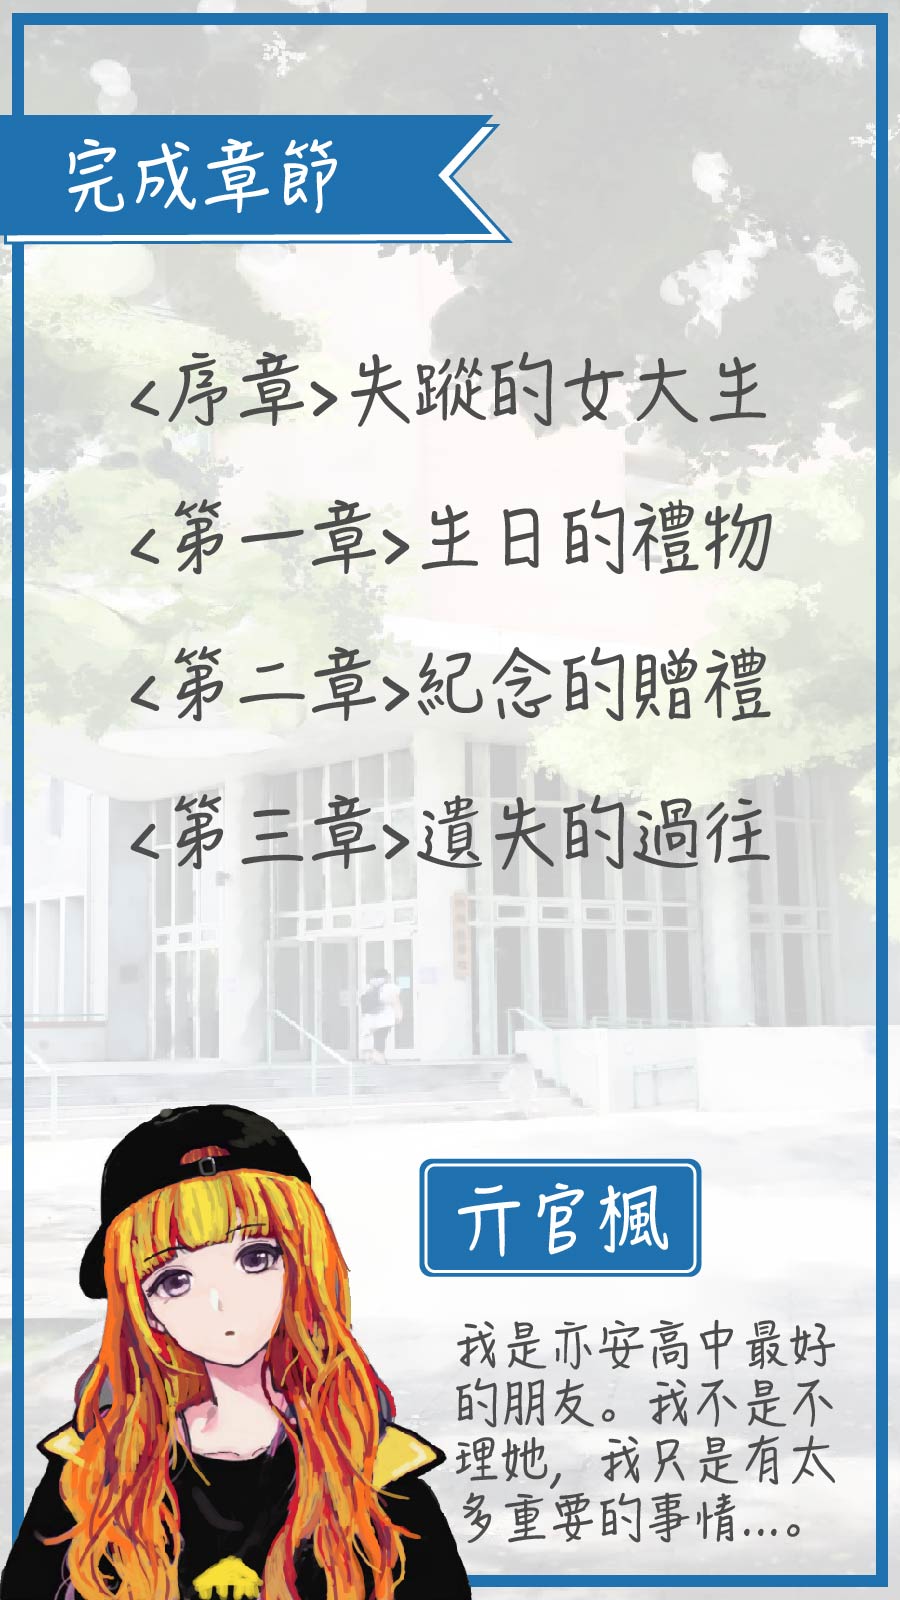 完成章節
<序章>失蹤的女大生
<第一章>生日的禮物
<第二章>紀念的贈禮
<第三章>遺失的過往
亓官楓
我是亦安高中最好
的朋友。我不是不
理她，我只是有太
多重要的事情...。